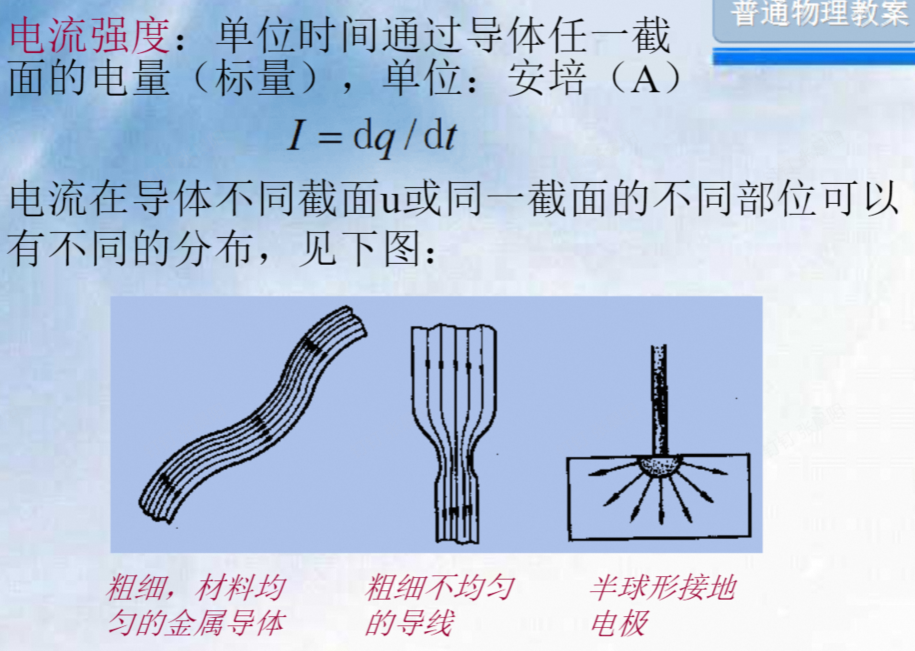 普通物理教案
电流强度：单位时间通过导体任一截
面的电量（标量），单位：安培（A）
I = dq / dt
电流在导体不同截面u或同一截面的不同部位可以
有不同的分布，见下图：
粗细，材料均
匀的金属导体
粗细不均匀
的导线
半球形接地
电极